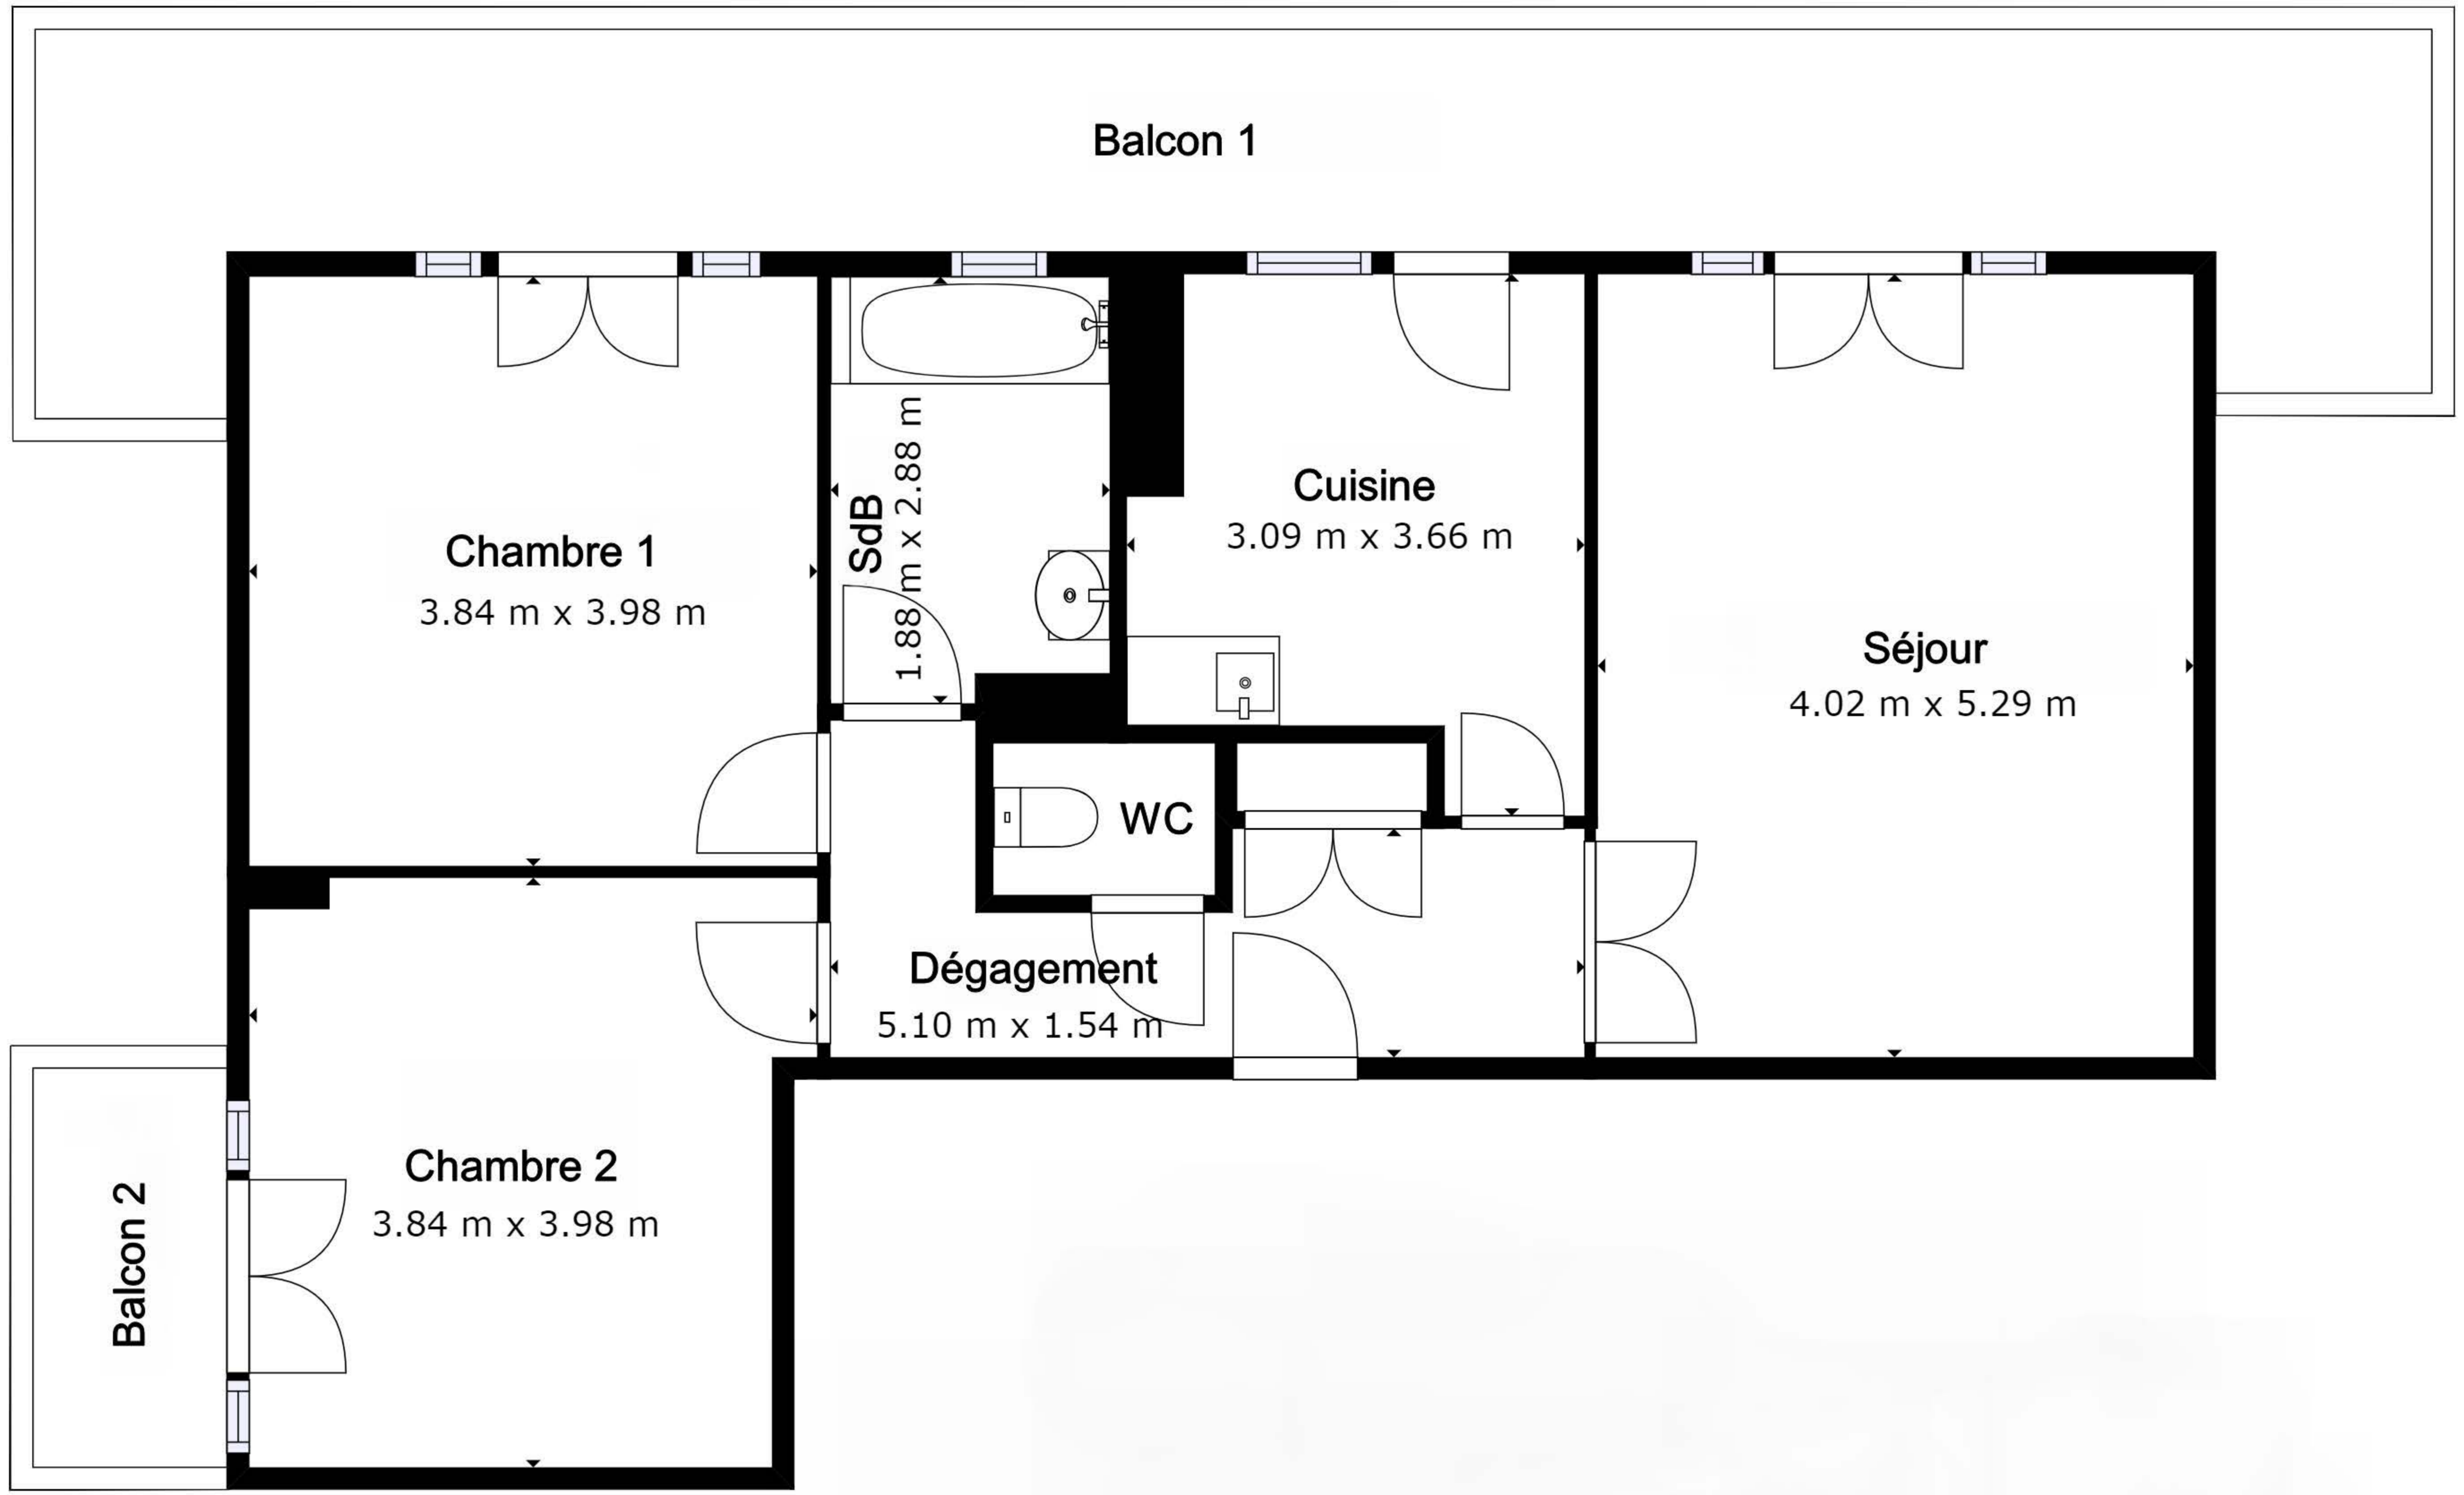 Balcon 1
Chambre 1
3.84 m x 3.98 m
SdB
1.88 m x 2.88 m
Cuisine
3.09 m x 3.66 m
Séjour
4.02 m x 5.29 m
WC
Dégagement
5.10 m x 1.54 m
Chambre 2
3.84 m x 3.98 m
Balcon 2